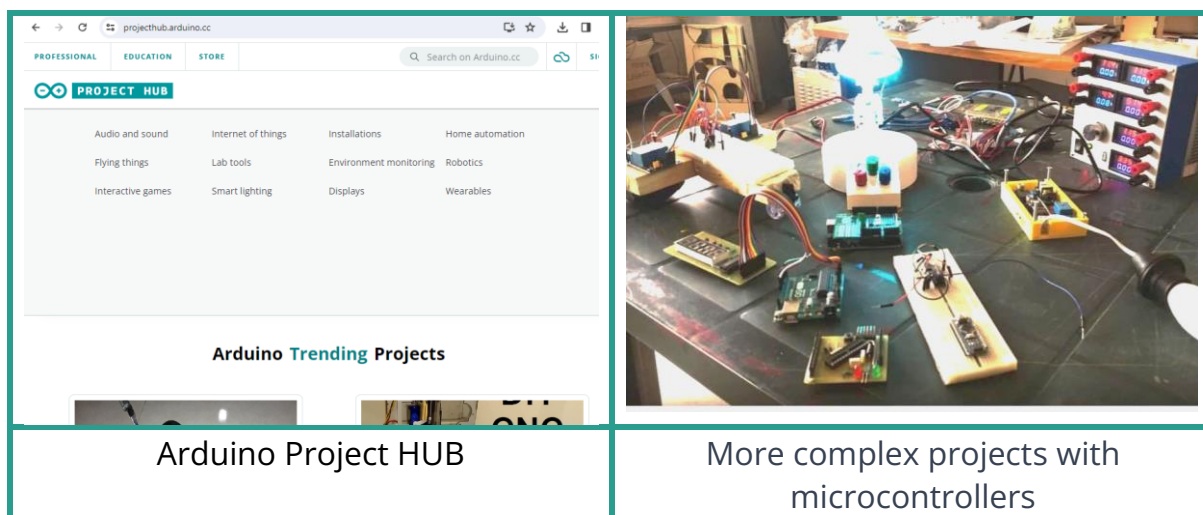 projecthub.arduino.cc
PROFESSIONAL EDUCATION STORE Search on Arduino.cc
PROJECT HUB
Audio and sound Internet of things Installations Home automation
Flying things Lab tools Environment monitoring Robotics
Interactive games Smart lighting Displays Wearables
Arduino Trending Projects
Arduino Project HUB
More complex projects with
microcontrollers